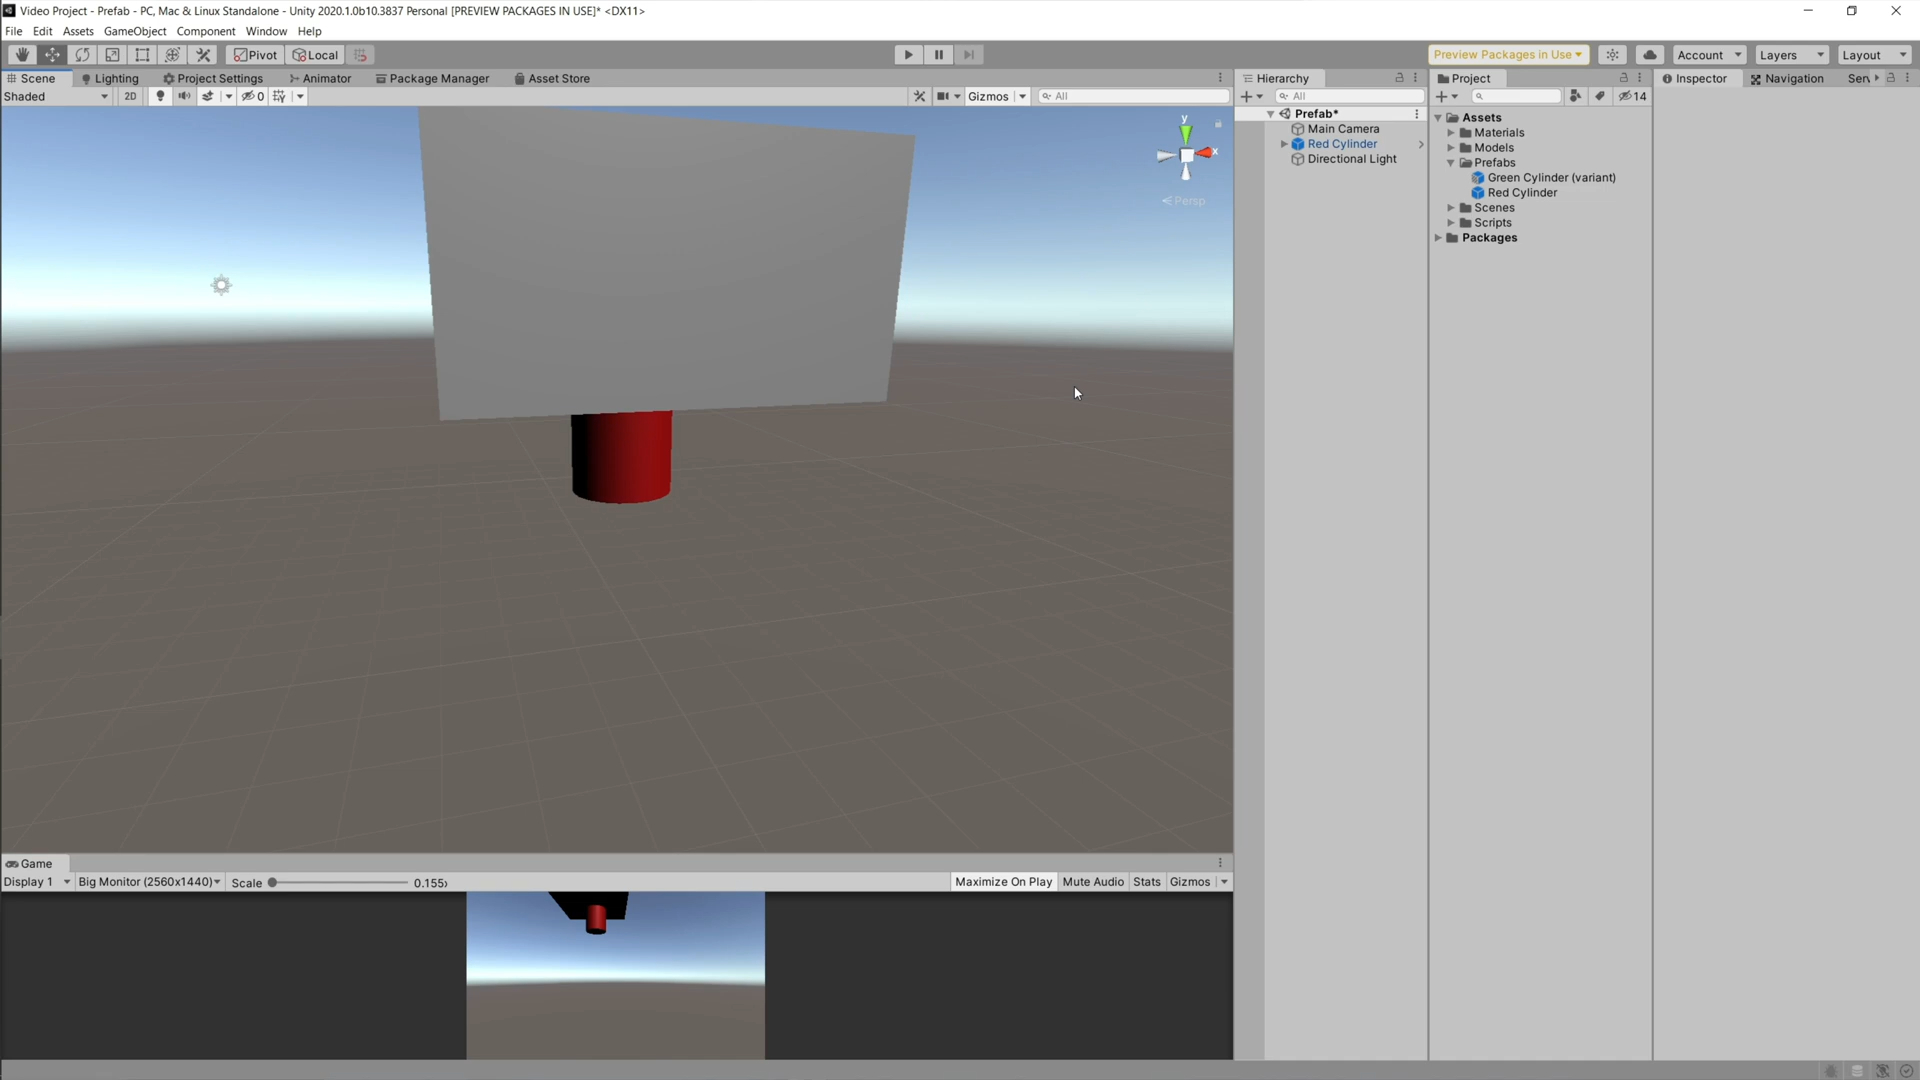 Video Project - Prefab - PC, Mac & Linux Standalone - Unity 2020.1.0b10.3837 Personal [PREVIEW PACKAGES IN USE]* <DX11>
File Edit Assets GameObject Component Window Help
Pivot Local Preview Packages in Use Account Layers Layout
Scene Lighting Project Settings Animator Package Manager Asset Store Hierarchy Project Inspector Navigation Serv
Shaded 2D 0 Gizmos All All 14
Prefab*
Main Camera
Red Cylinder
Directional Light
Assets
Materials
Models
Prefabs
Green Cylinder (variant)
Red Cylinder
Scenes
Scripts
Packages
y
x
Persp
Game
Display 1 Big Monitor (2560x1440) Scale 0.155x Maximize On Play Mute Audio Stats Gizmos